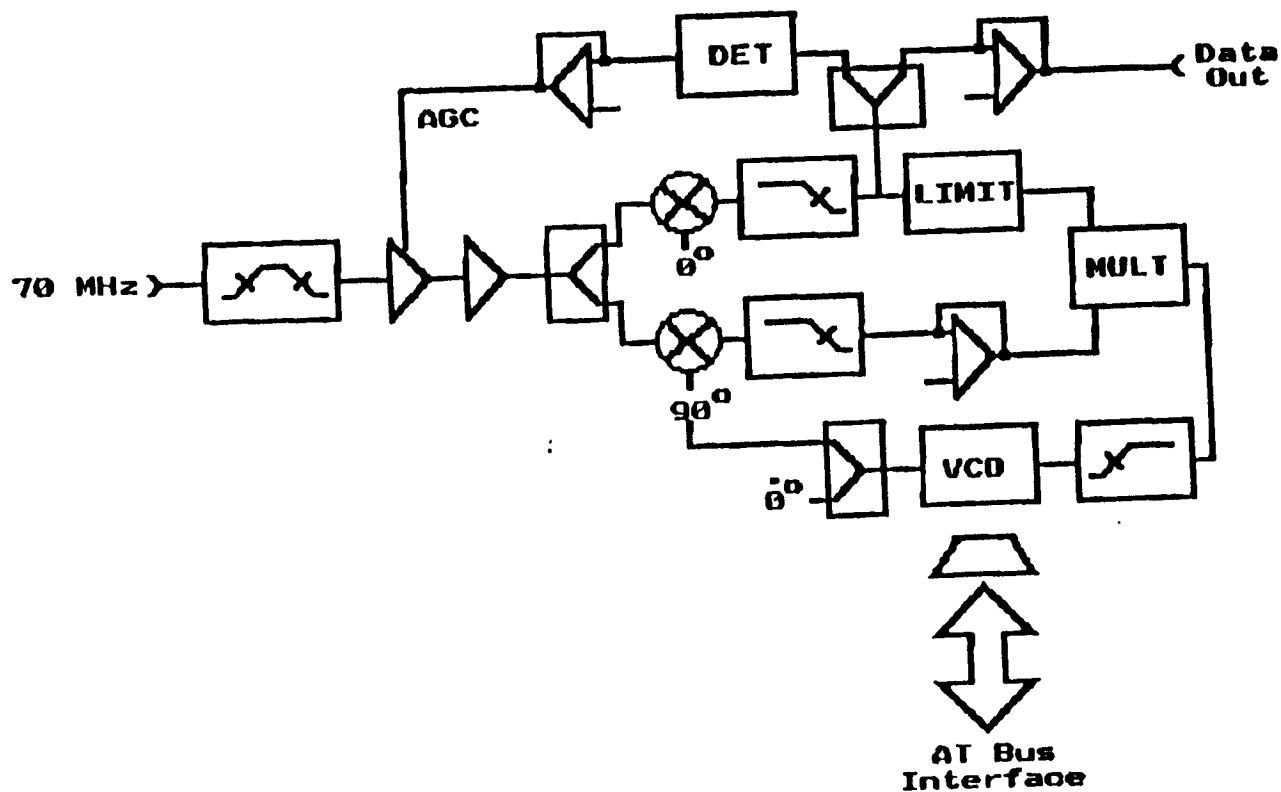 DET
Data
Out
AGC
LIMIT
0°
70 MHz
MULT
90°
VCO
0°
AT Bus
Interface